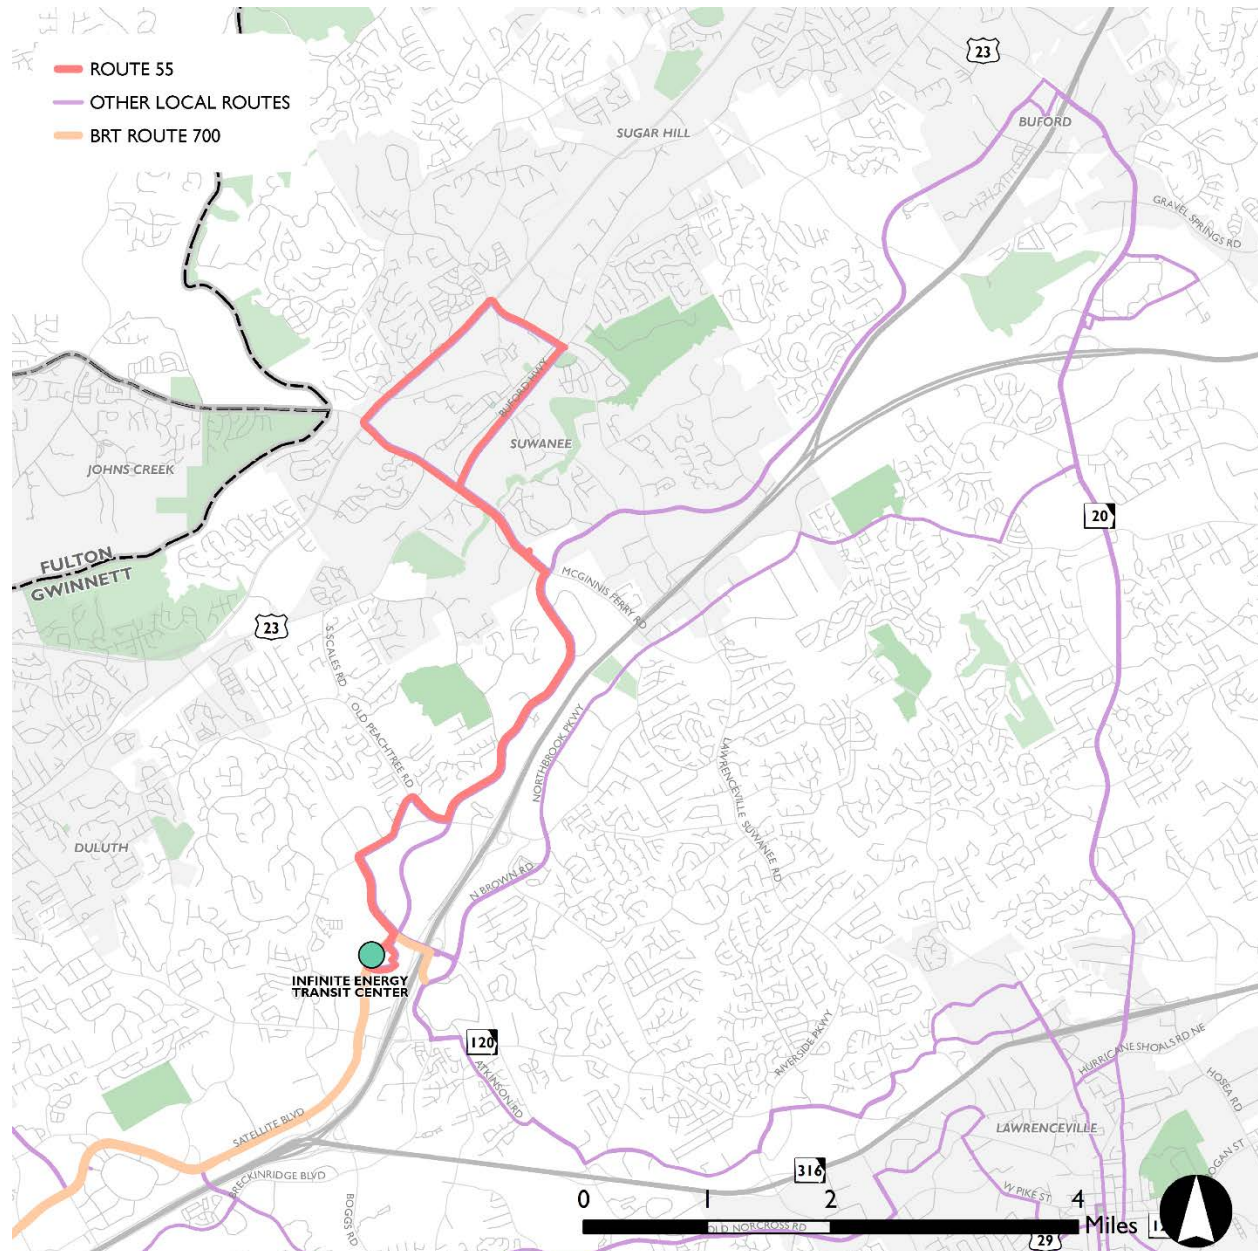 ROUTE 55
OTHER LOCAL ROUTES
BRT ROUTE 700
23
SUGAR HILL
BUFORD
GRAVEL SPRINGS RD
BUFORD HWY
SUWANEE
JOHNS CREEK
20
FULTON
GWINNETT
MCGINNIS FERRY RD
23
S SCALES RD
OLD PEACHTREE RD
NORTHBROOK PKWY
LAWRENCEVILLE SUWANEE RD
DULUTH
N BROWN RD
INFINITE ENERGY
TRANSIT CENTER
120
ATKINSON RD
RIVERSIDE PKWY
HURRICANE SHOALS RD NE
HOSEA RD
SATELLITE BLVD
LAWRENCEVILLE
BRECKINRIDGE BLVD
316
BOGGS RD
W PIKE ST
OGAN ST
0 1 2 4
Miles
OLD NORCROSS RD
29